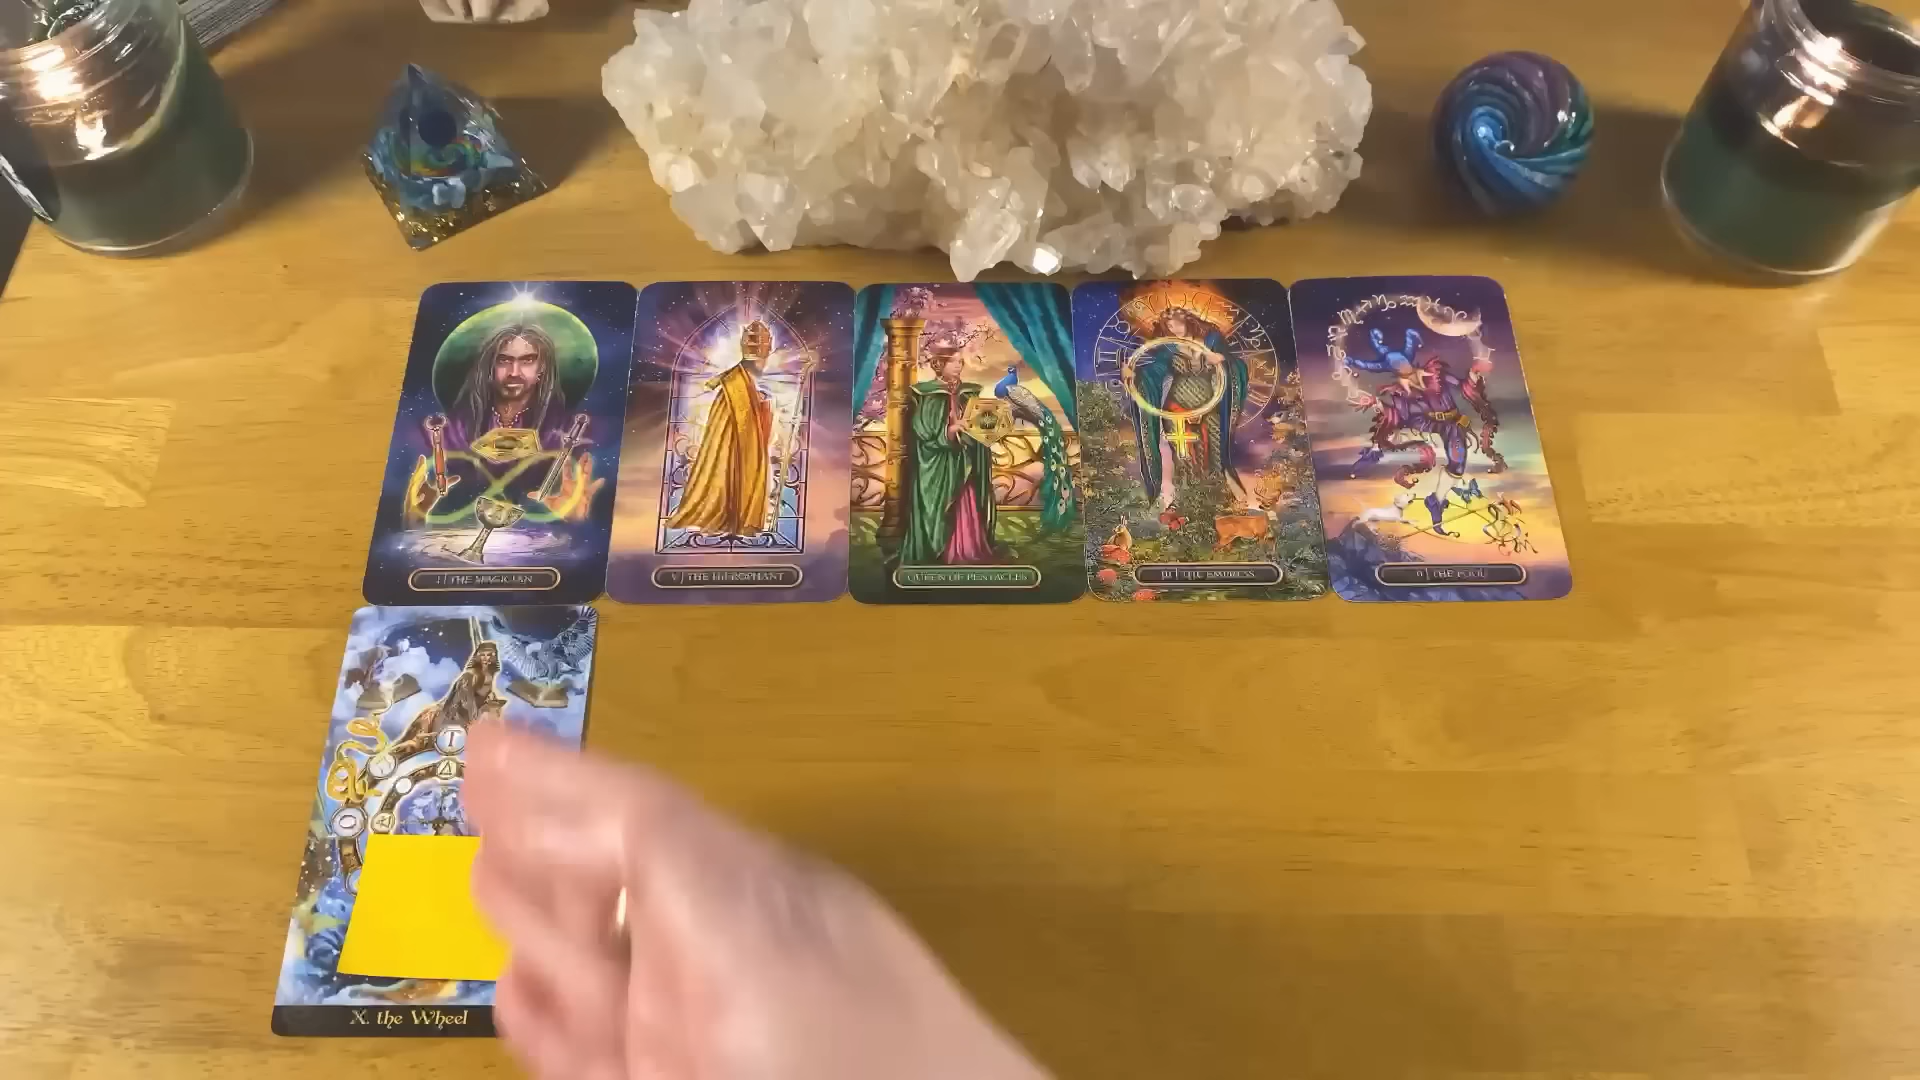 I | THE MAGICIAN
V | THE HIEROPHANT
QUEEN OF PENTACLES
III | THE EMPRESS
0 | THE FOOL
X. the Wheel